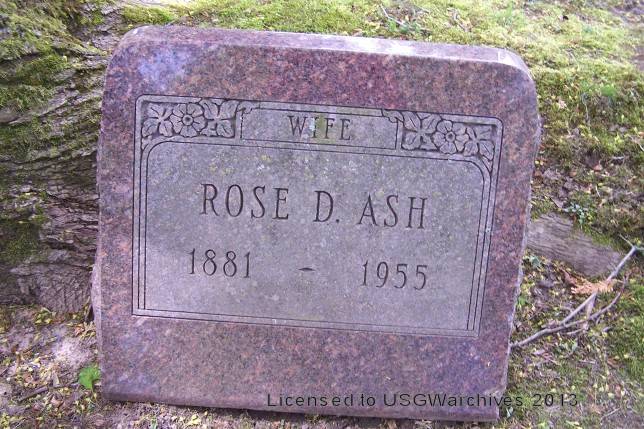 WIFE
ROSE D. ASH
1881 - 1955
Licensed to USGWarchives 2013